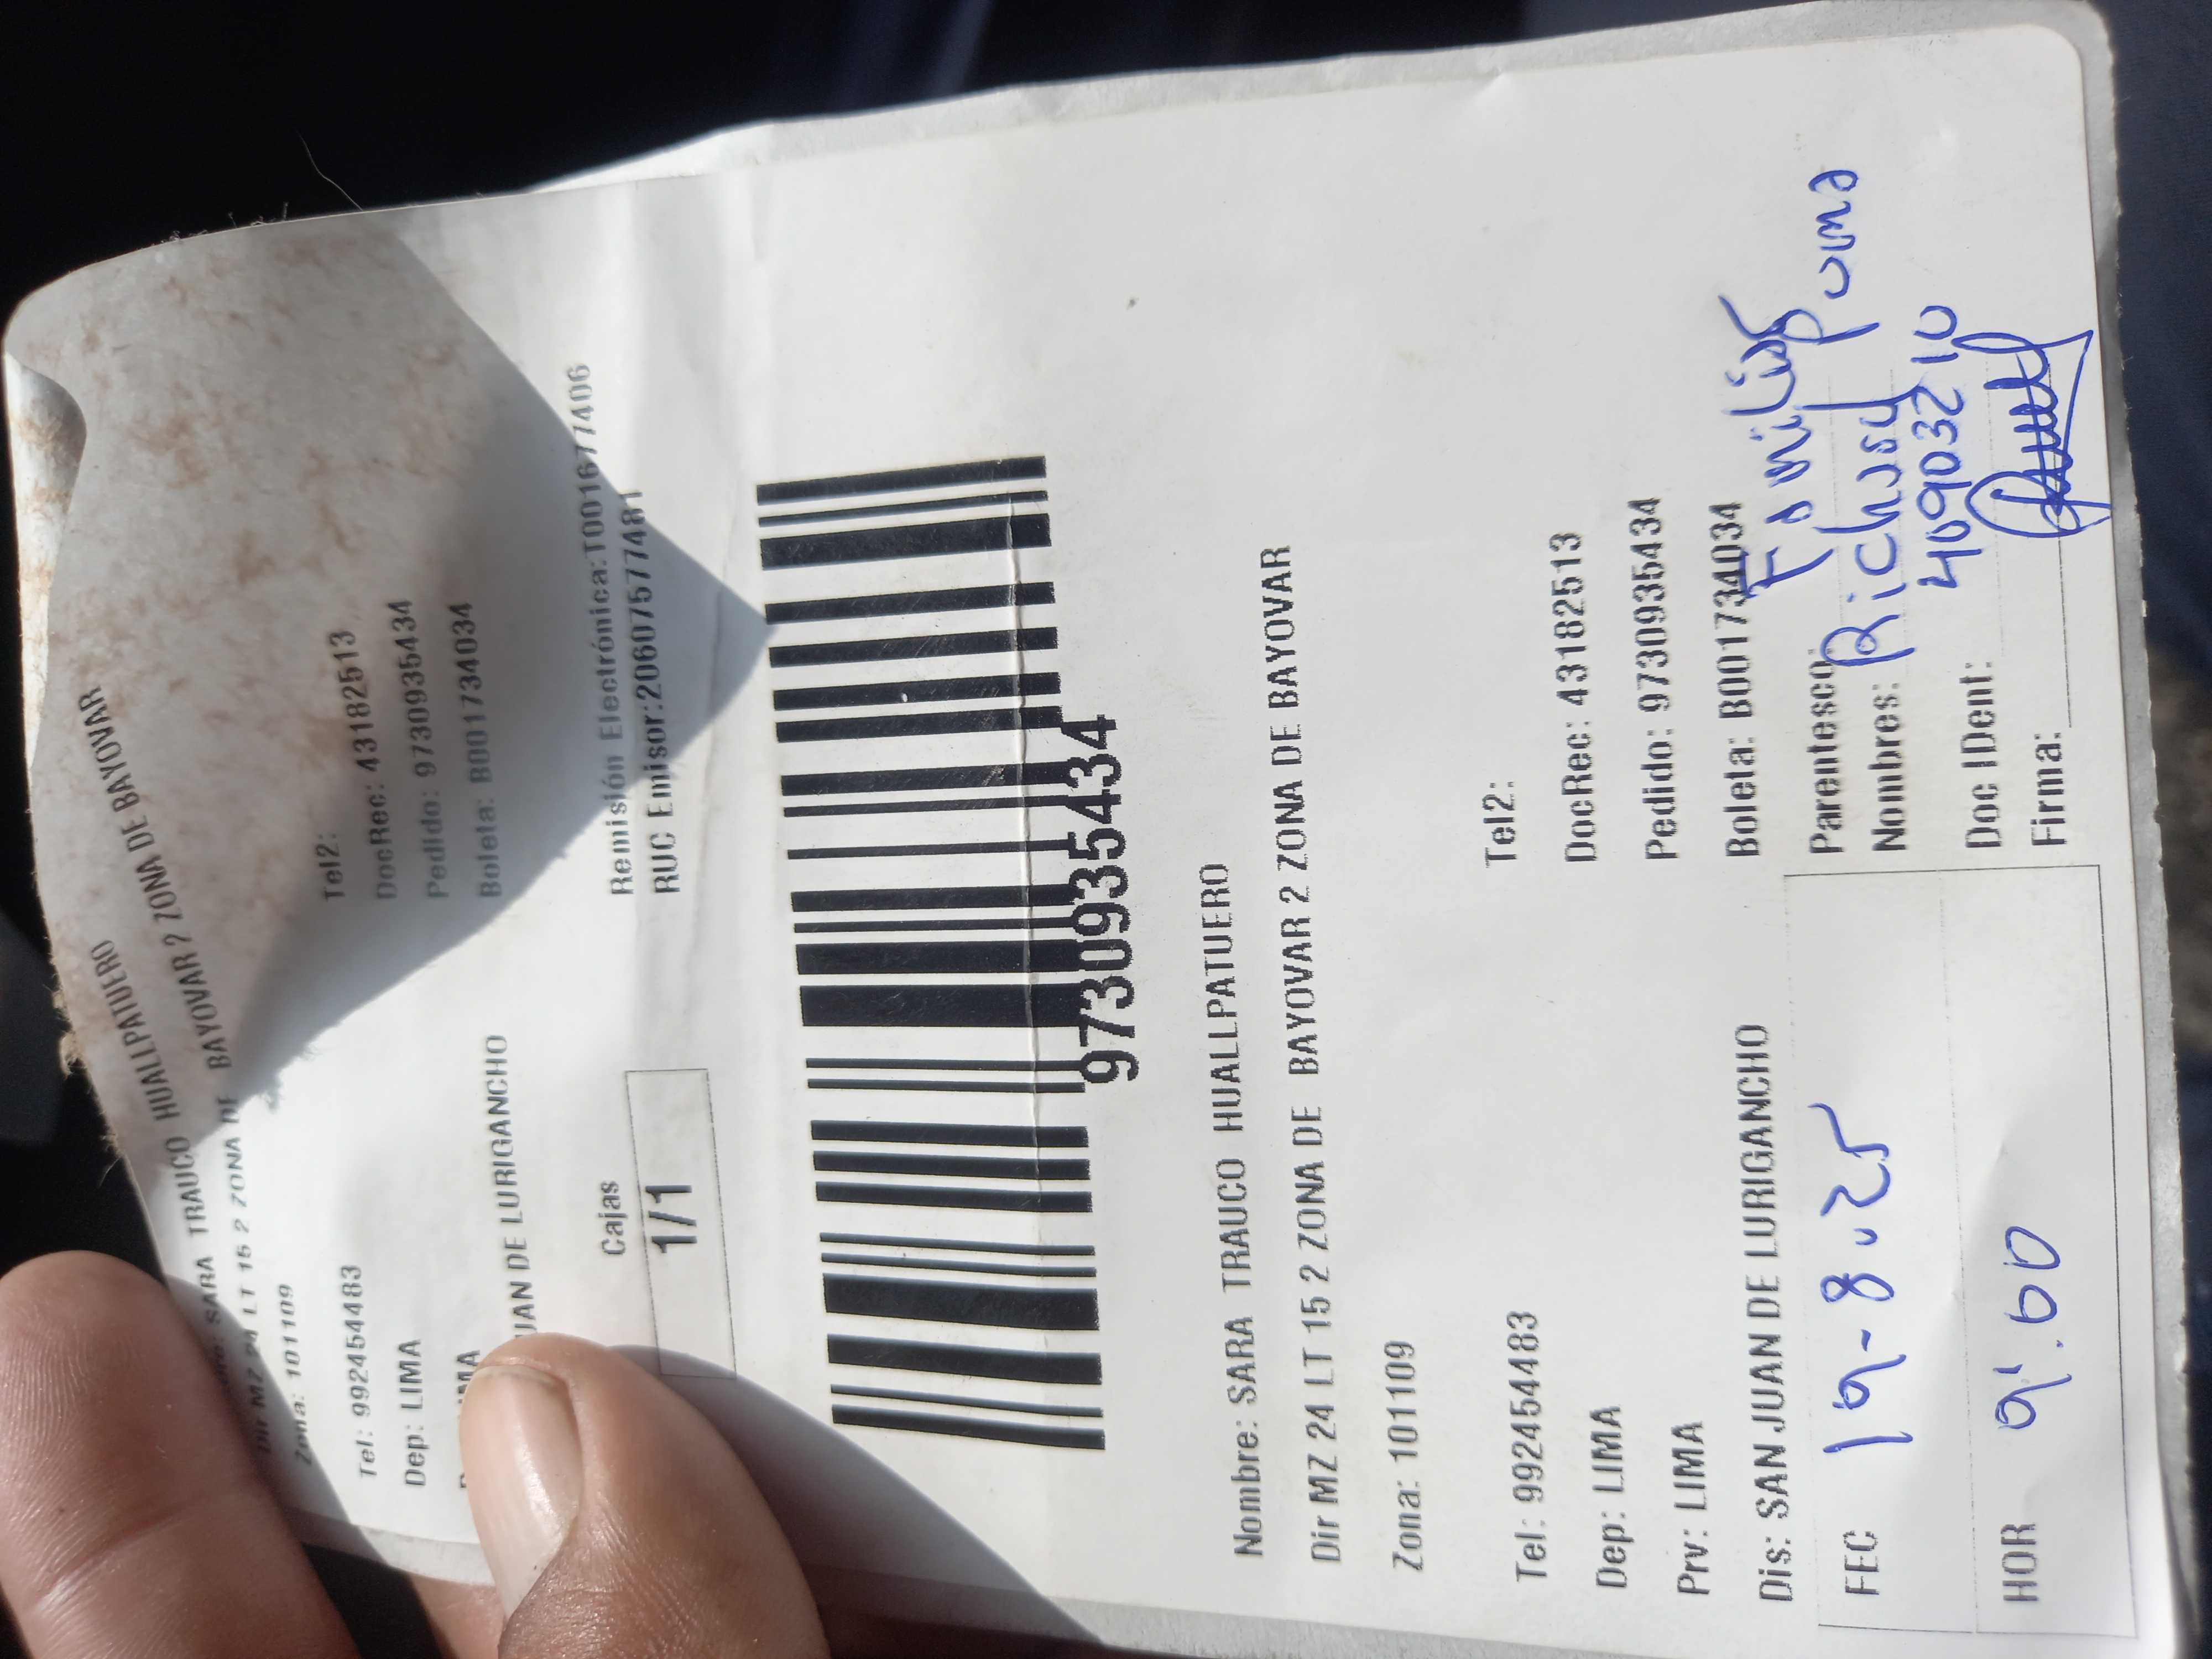 SARA TRAUCO HUALLPATUERO
Dir MZ 24 LT 15 2 ZONA DE BAYOVAR 2 ZONA DE BAYOVAR
Zona: 101109
Tel: 992454483
Tel2:
Dep: LIMA
DocRec: 43182513
Pedido: 9730935434
JUAN DE LURIGANCHO
Boleta: B001734034
Cajas
1/1
Remisión Electrónica:T001677406
RUC Emisor:20660757
9730935434
Nombre: SARA TRAUCO HUALLPATUERO
Dir MZ 24 LT 15 2 ZONA DE BAYOVAR 2 ZONA DE BAYOVAR
Zona: 101109
Tel: 992454483
Tel2:
Dep: LIMA
DocRec: 43182513
Prv: LIMA
Pedido: 9730935434
Dis: SAN JUAN DE LURIGANCHO
Boleta: B001734034
FEC 19-8-25
Parentesco: Familiar
Nombres: Richard puma
HOR 9:00
Doc IDent: 40903210
Firma: